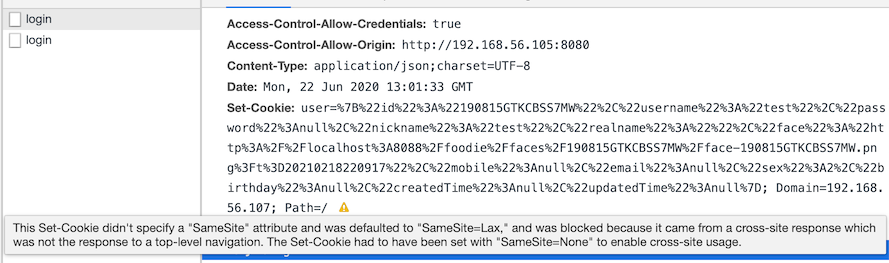 login
login
Access-Control-Allow-Credentials: true
Access-Control-Allow-Origin: http://192.168.56.105:8080
Content-Type: application/json;charset=UTF-8
Date: Mon, 22 Jun 2020 13:01:33 GMT
Set-Cookie: user=%7B%22id%22%3A%22190815GTKCBSS7MW%22%2C%22username%22%3A%22test%22%2C%22pass
word%22%3Anull%2C%22nickname%22%3A%22test%22%2C%22realname%22%3A%22%22%2C%22face%22%3A%22ht
tp%3A%2F%2Flocalhost%3A8088%2Ffoodie%2Ffaces%2F190815GTKCBSS7MW%2Fface-190815GTKCBSS7MW.pn
g%3Ft%3D20210218220917%22%2C%22mobile%22%3Anull%2C%22email%22%3Anull%2C%22sex%22%3A2%2C%22b
irthday%22%3Anull%2C%22createdTime%22%3Anull%2C%22updatedTime%22%3Anull%7D; Domain=192.168.
56.107; Path=/
This Set-Cookie didn't specify a "SameSite" attribute and was defaulted to "SameSite=Lax," and was blocked because it came from a cross-site response which
was not the response to a top-level navigation. The Set-Cookie had to have been set with "SameSite=None" to enable cross-site usage.